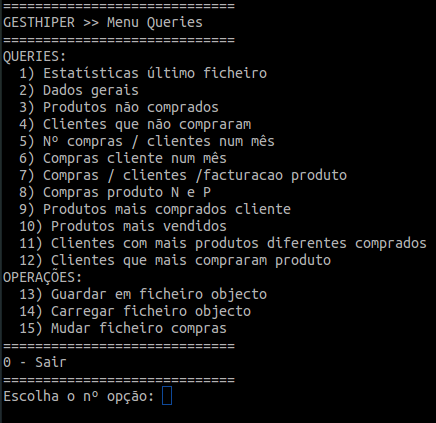 =============================
GESTHIPER >> Menu Queries
=============================
QUERIES:
1) Estatísticas último ficheiro
2) Dados gerais
3) Produtos não comprados
4) Clientes que não compraram
5) Nº compras / clientes num mês
6) Compras cliente num mês
7) Compras / clientes /facturacao produto
8) Compras produto N e P
9) Produtos mais comprados cliente
10) Produtos mais vendidos
11) Clientes com mais produtos diferentes comprados
12) Clientes que mais compraram produto
OPERAÇÕES:
13) Guardar em ficheiro objecto
14) Carregar ficheiro objecto
15) Mudar ficheiro compras
=============================
0 - Sair
=============================
Escolha o nº opção: